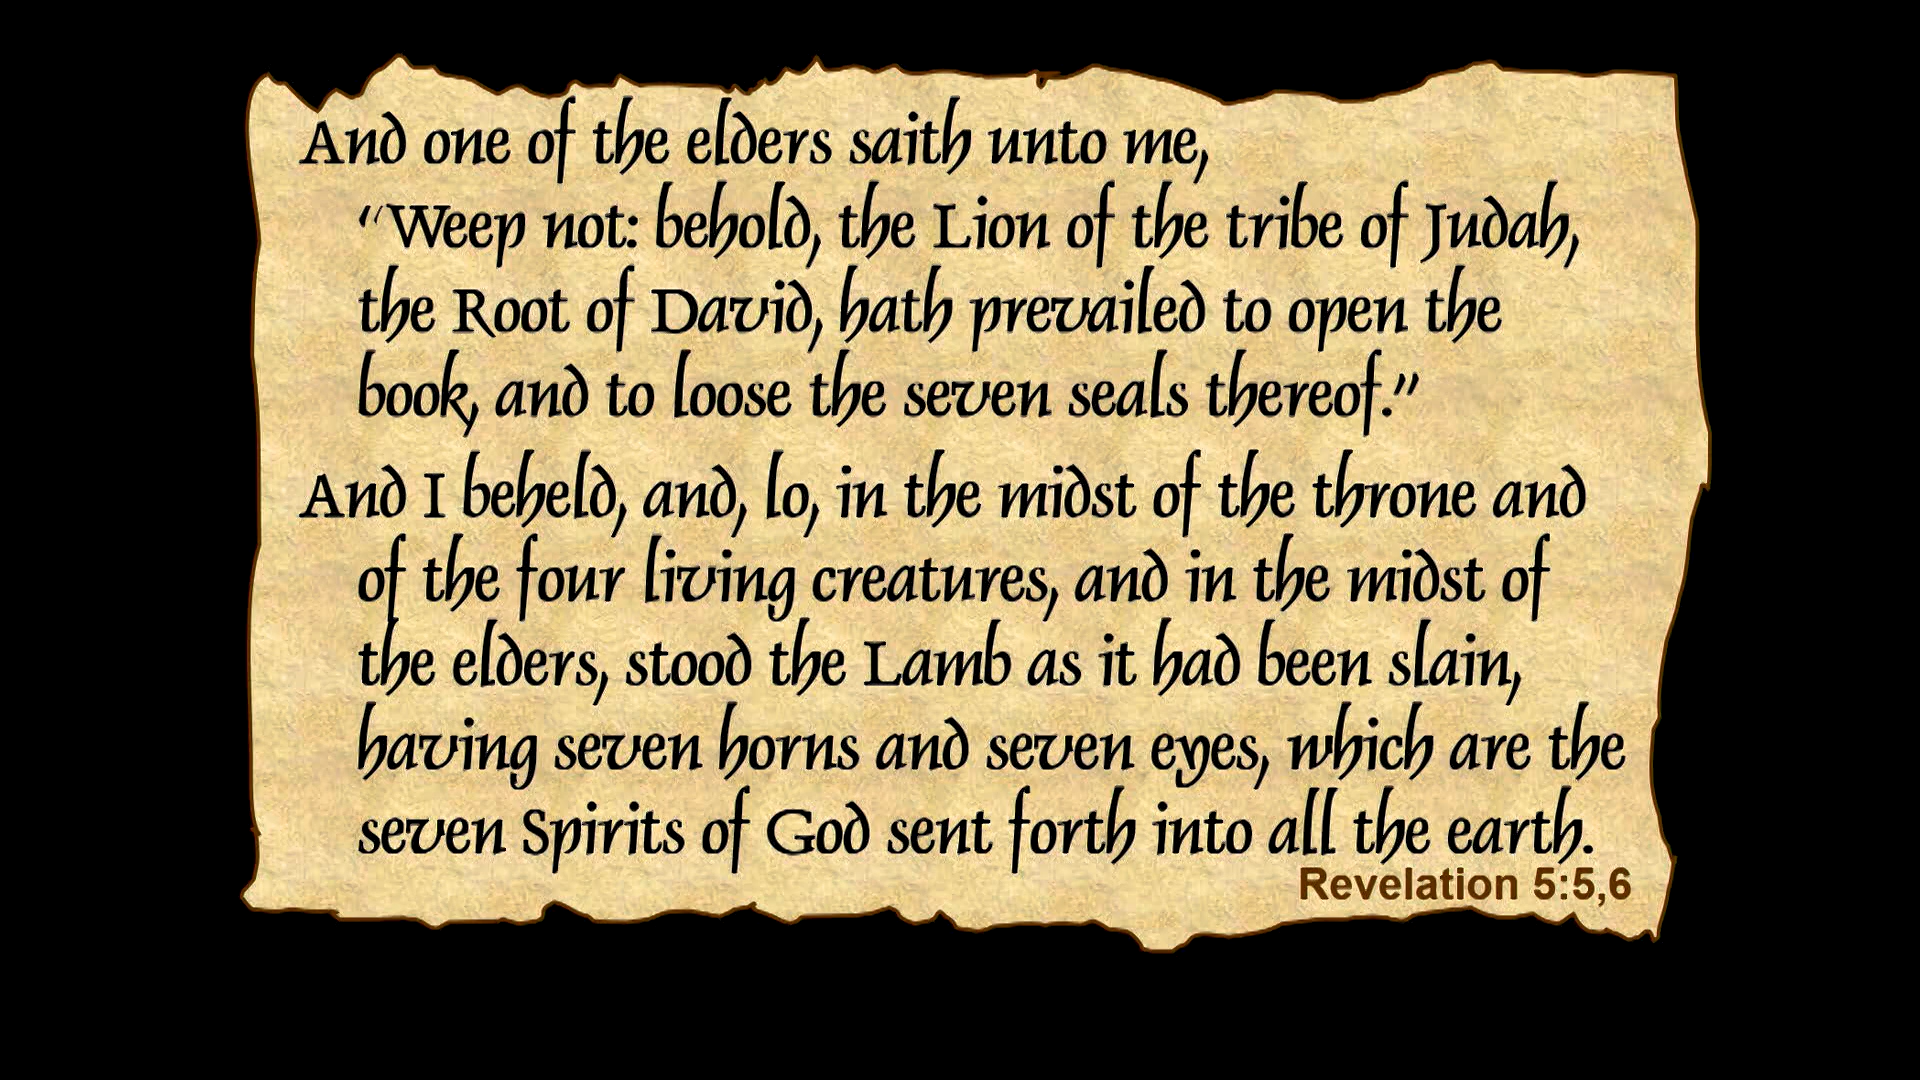 And one of the elders saith unto me,
“Weep not: behold, the Lion of the tribe of Judah,
the Root of David, hath prevailed to open the
book, and to loose the seven seals thereof.”
And I beheld, and, lo, in the midst of the throne and
of the four living creatures, and in the midst of
the elders, stood the Lamb as it had been slain,
having seven horns and seven eyes, which are the
seven Spirits of God sent forth into all the earth.
Revelation 5:5,6